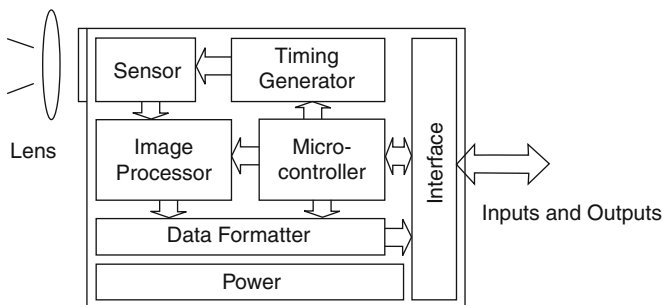 Lens
Sensor
Timing
Generator
Image
Processor
Micro-
controller
Data Formatter
Power
Interface
Inputs and Outputs